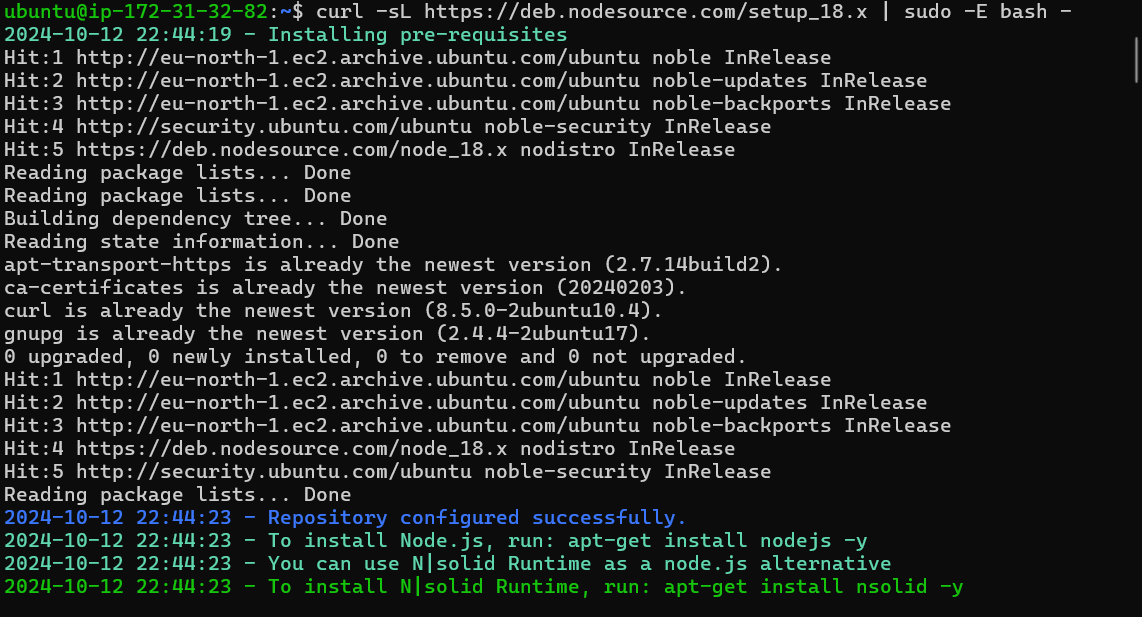 ubuntu@ip-172-31-32-82:~$ curl -sL https://deb.nodesource.com/setup_18.x | sudo -E bash -
2024-10-12 22:44:19 - Installing pre-requisites
Hit:1 http://eu-north-1.ec2.archive.ubuntu.com/ubuntu noble InRelease
Hit:2 http://eu-north-1.ec2.archive.ubuntu.com/ubuntu noble-updates InRelease
Hit:3 http://eu-north-1.ec2.archive.ubuntu.com/ubuntu noble-backports InRelease
Hit:4 http://security.ubuntu.com/ubuntu noble-security InRelease
Hit:5 https://deb.nodesource.com/node_18.x nodistro InRelease
Reading package lists... Done
Reading package lists... Done
Building dependency tree... Done
Reading state information... Done
apt-transport-https is already the newest version (2.7.14build2).
ca-certificates is already the newest version (20240203).
curl is already the newest version (8.5.0-2ubuntu10.4).
gnupg is already the newest version (2.4.4-2ubuntu17).
0 upgraded, 0 newly installed, 0 to remove and 0 not upgraded.
Hit:1 http://eu-north-1.ec2.archive.ubuntu.com/ubuntu noble InRelease
Hit:2 http://eu-north-1.ec2.archive.ubuntu.com/ubuntu noble-updates InRelease
Hit:3 http://eu-north-1.ec2.archive.ubuntu.com/ubuntu noble-backports InRelease
Hit:4 https://deb.nodesource.com/node_18.x nodistro InRelease
Hit:5 http://security.ubuntu.com/ubuntu noble-security InRelease
Reading package lists... Done
2024-10-12 22:44:23 - Repository configured successfully.
2024-10-12 22:44:23 - To install Node.js, run: apt-get install nodejs -y
2024-10-12 22:44:23 - You can use N|solid Runtime as a node.js alternative
2024-10-12 22:44:23 - To install N|solid Runtime, run: apt-get install nsolid -y